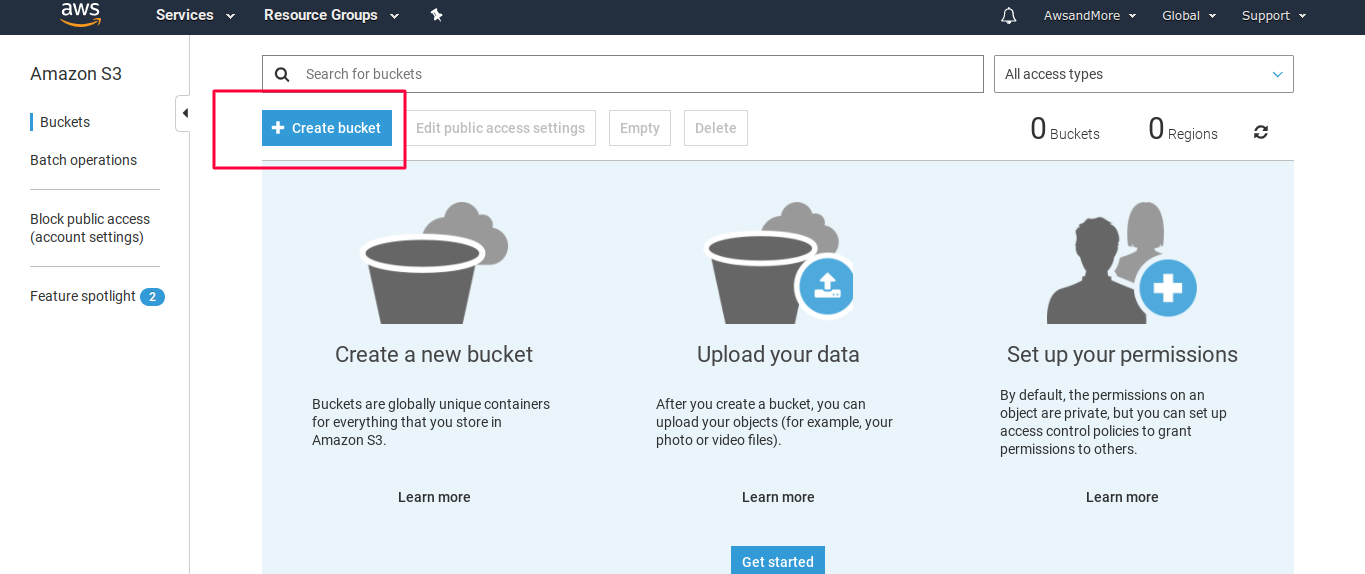 aws Services Resource Groups AwsandMore Global Support
Amazon S3
Buckets
Batch operations
Block public access
(account settings)
Feature spotlight 2
Search for buckets All access types
Create bucket Edit public access settings Empty Delete 0 Buckets 0 Regions
Create a new bucket
Buckets are globally unique containers
for everything that you store in
Amazon S3.
Learn more
Upload your data
After you create a bucket, you can
upload your objects (for example, your
photo or video files).
Learn more
Set up your permissions
By default, the permissions on an
object are private, but you can set up
access control policies to grant
permissions to others.
Learn more
Get started